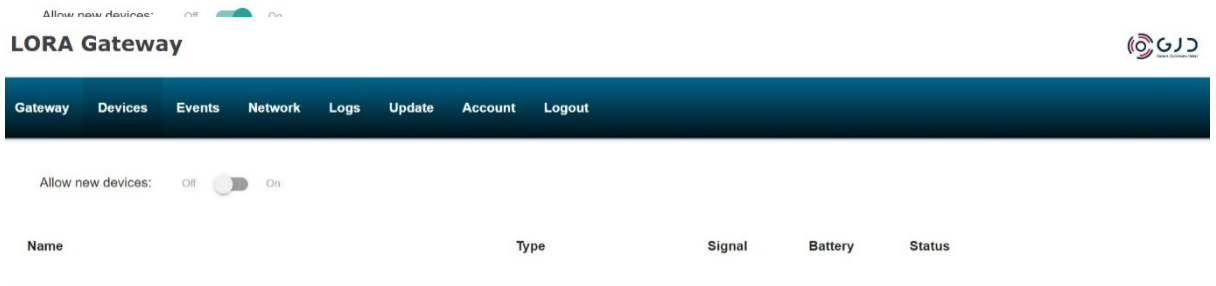 Allow new devices: Off On
LORA Gateway
GJD
Gateway Devices Events Network Logs Update Account Logout
Allow new devices: Off On
Name Type Signal Battery Status